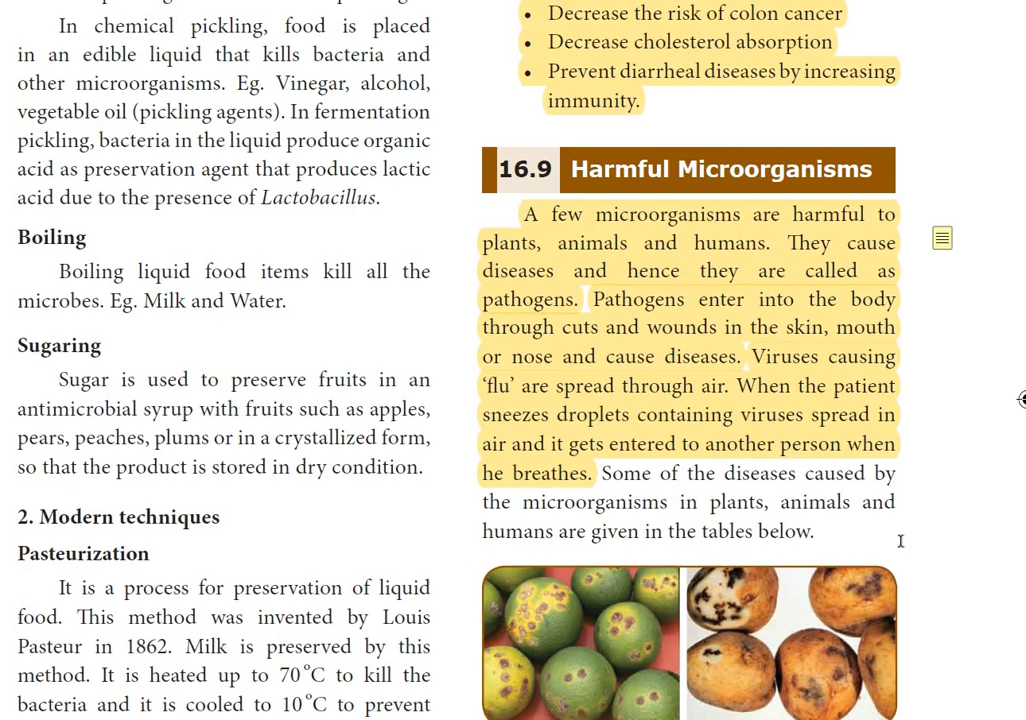 In chemical pickling, food is placed
in an edible liquid that kills bacteria and
other microorganisms. Eg. Vinegar, alcohol,
vegetable oil (pickling agents). In fermentation
pickling, bacteria in the liquid produce organic
acid as preservation agent that produces lactic
acid due to the presence of Lactobacillus.
Boiling
Boiling liquid food items kill all the
microbes. Eg. Milk and Water.
Sugaring
Sugar is used to preserve fruits in an
antimicrobial syrup with fruits such as apples,
pears, peaches, plums or in a crystallized form,
so that the product is stored in dry condition.
2. Modern techniques
Pasteurization
It is a process for preservation of liquid
food. This method was invented by Louis
Pasteur in 1862. Milk is preserved by this
method. It is heated up to 70°C to kill the
bacteria and it is cooled to 10°C to prevent
• Decrease the risk of colon cancer
• Decrease cholesterol absorption
• Prevent diarrheal diseases by increasing
immunity.
16.9 Harmful Microorganisms
A few microorganisms are harmful to
plants, animals and humans. They cause
diseases and hence they are called as
pathogens. Pathogens enter into the body
through cuts and wounds in the skin, mouth
or nose and cause diseases. Viruses causing
‘flu’ are spread through air. When the patient
sneezes droplets containing viruses spread in
air and it gets entered to another person when
he breathes. Some of the diseases caused by
the microorganisms in plants, animals and
humans are given in the tables below.